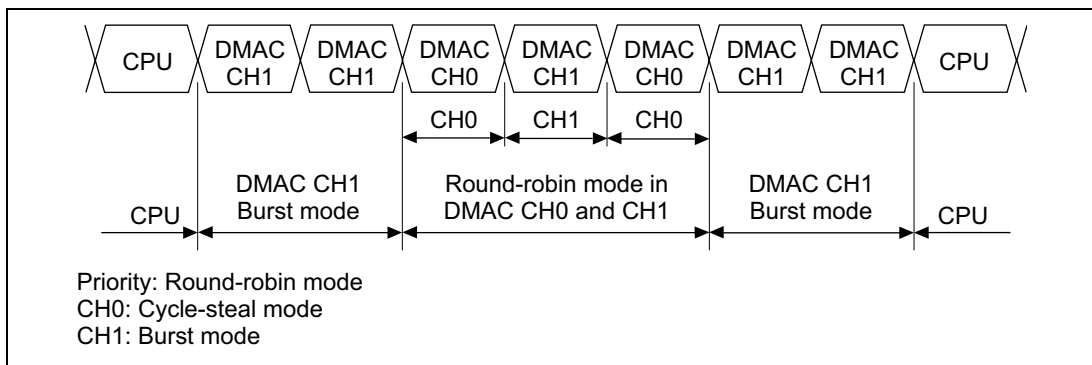 CPU DMAC CH1 DMAC CH1 DMAC CH0 DMAC CH1 DMAC CH0 DMAC CH1 DMAC CH1 CPU
CH0 CH1 CH0
DMAC CH1 Round-robin mode in DMAC CH1
CPU Burst mode DMAC CH0 and CH1 Burst mode CPU
Priority: Round-robin mode
CH0: Cycle-steal mode
CH1: Burst mode